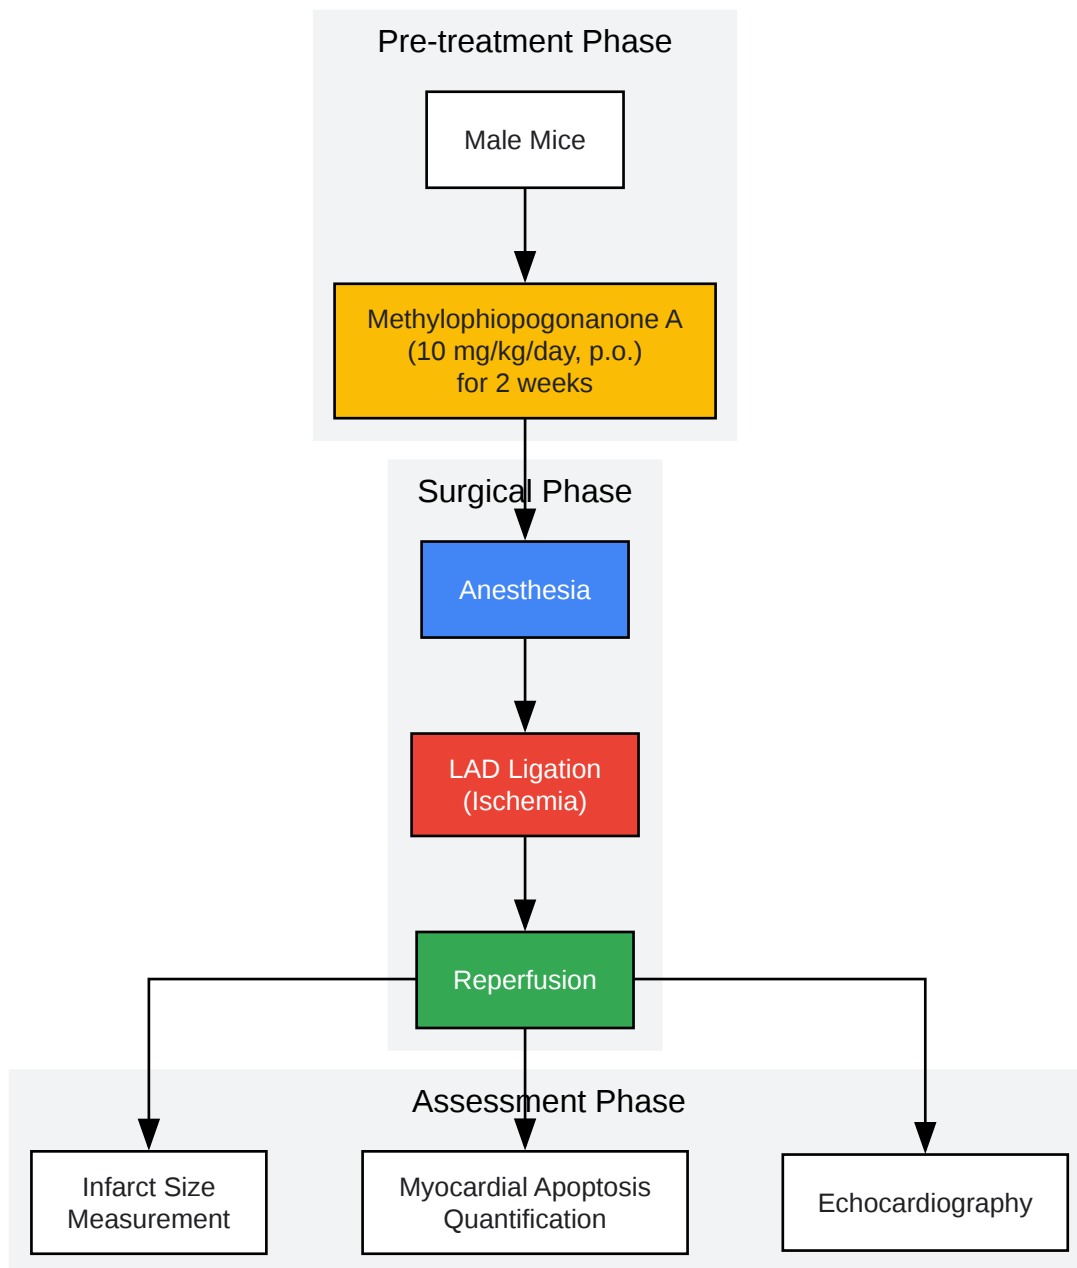 Pre-treatment Phase
Male Mice
Methylophiopogonanone A
(10 mg/kg/day, p.o.)
for 2 weeks
Surgical Phase
Anesthesia
LAD Ligation
(Ischemia)
Reperfusion
Assessment Phase
Infarct Size
Measurement
Myocardial Apoptosis
Quantification
Echocardiography